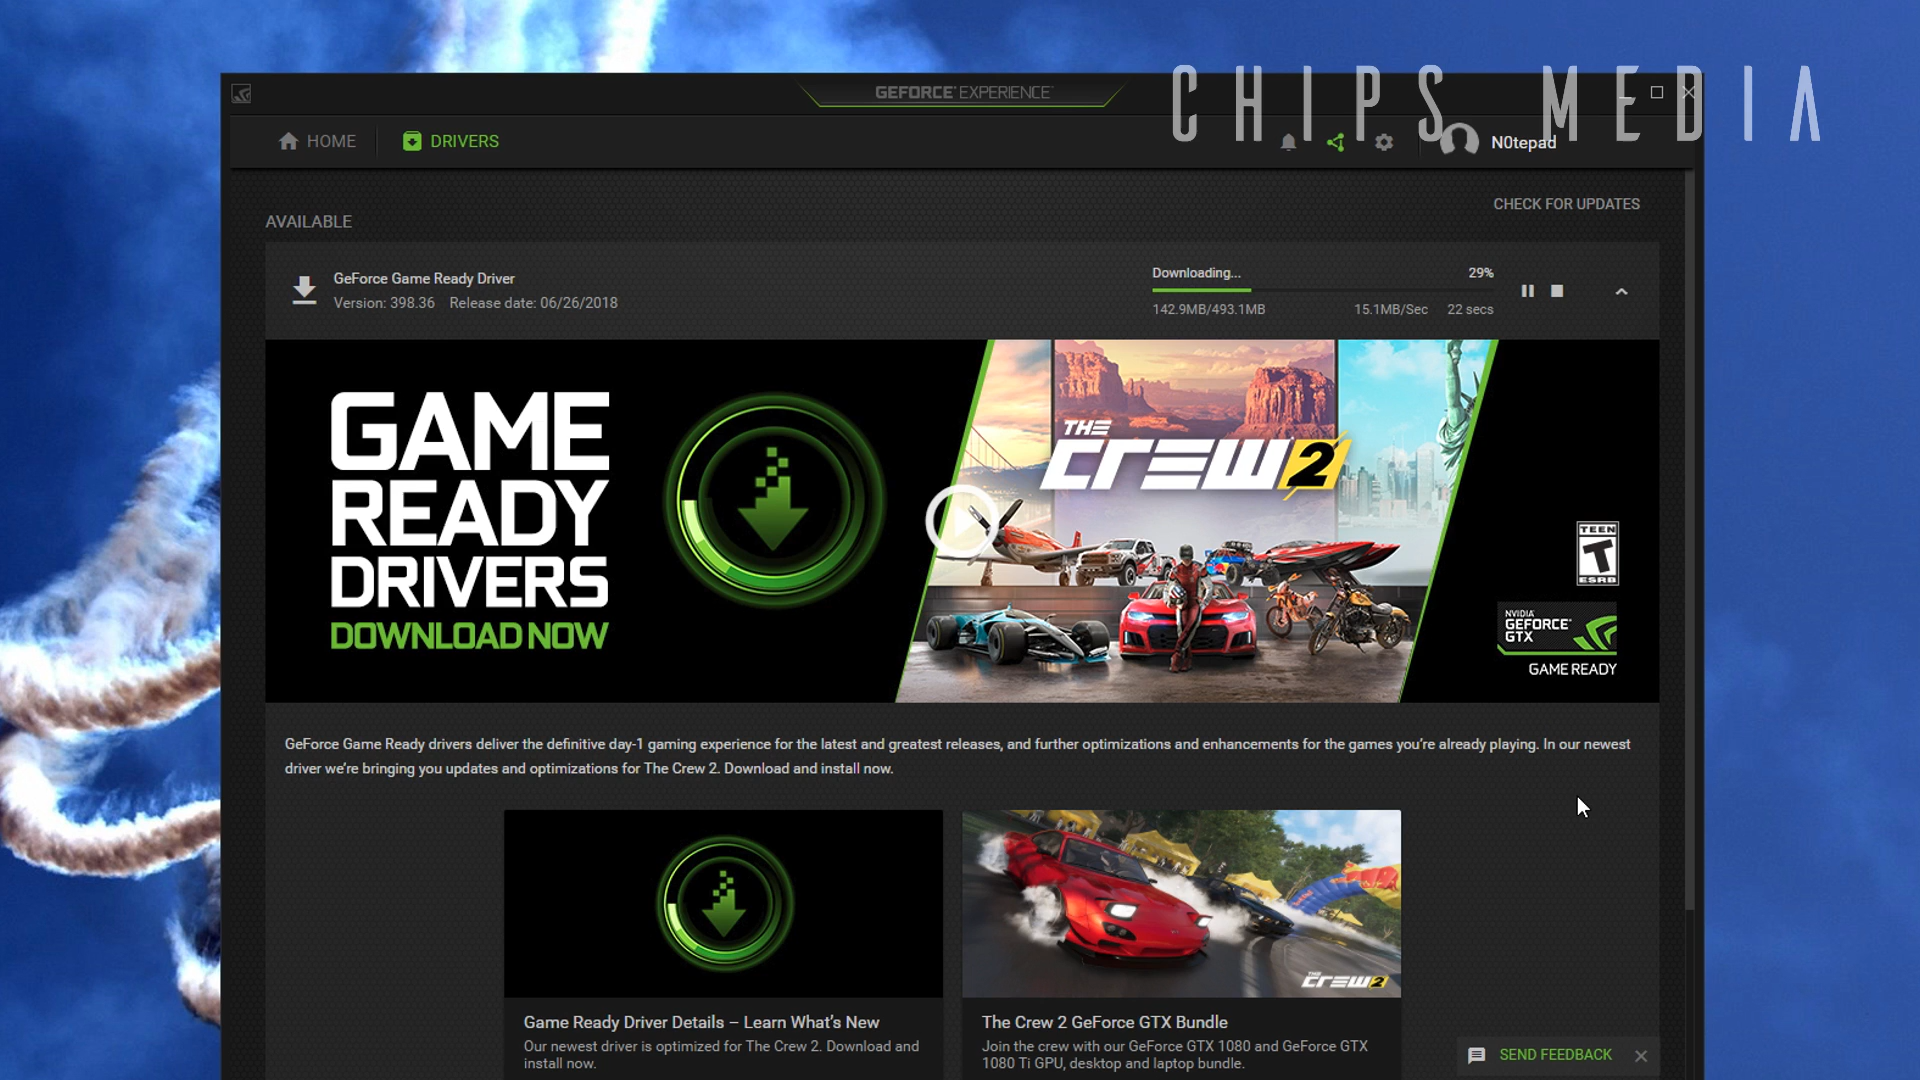 CHIPS MEDIA
GEFORCE EXPERIENCE
HOME
DRIVERS
N0tepad
CHECK FOR UPDATES
AVAILABLE
GeForce Game Ready Driver
Version: 398.36 Release date: 06/26/2018
Downloading... 29%
142.9MB/493.1MB 15.1MB/Sec 22 secs
GAME
READY
DRIVERS
DOWNLOAD NOW
THE
CREW 2
TEEN
T
ESRB
NVIDIA
GEFORCE
GTX
GAME READY
GeForce Game Ready drivers deliver the definitive day-1 gaming experience for the latest and greatest releases, and further optimizations and enhancements for the games you’re already playing. In our newest
driver we’re bringing you updates and optimizations for The Crew 2. Download and install now.
THE
CREW 2
Game Ready Driver Details – Learn What’s New
Our newest driver is optimized for The Crew 2. Download and
install now.
The Crew 2 GeForce GTX Bundle
Join the crew with our GeForce GTX 1080 and GeForce GTX
1080 Ti GPU, desktop and laptop bundle.
SEND FEEDBACK